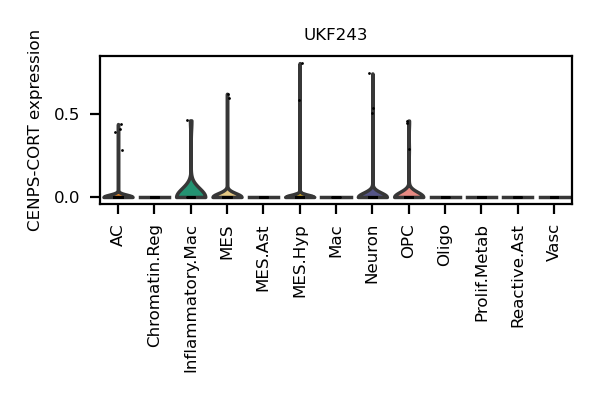 UKF243
CENPS-CORT expression
0.5
0.0
AC
Chromatin.Reg
Inflammatory.Mac
MES
MES.Ast
MES.Hyp
Mac
Neuron
OPC
Oligo
Prolif.Metab
Reactive.Ast
Vasc